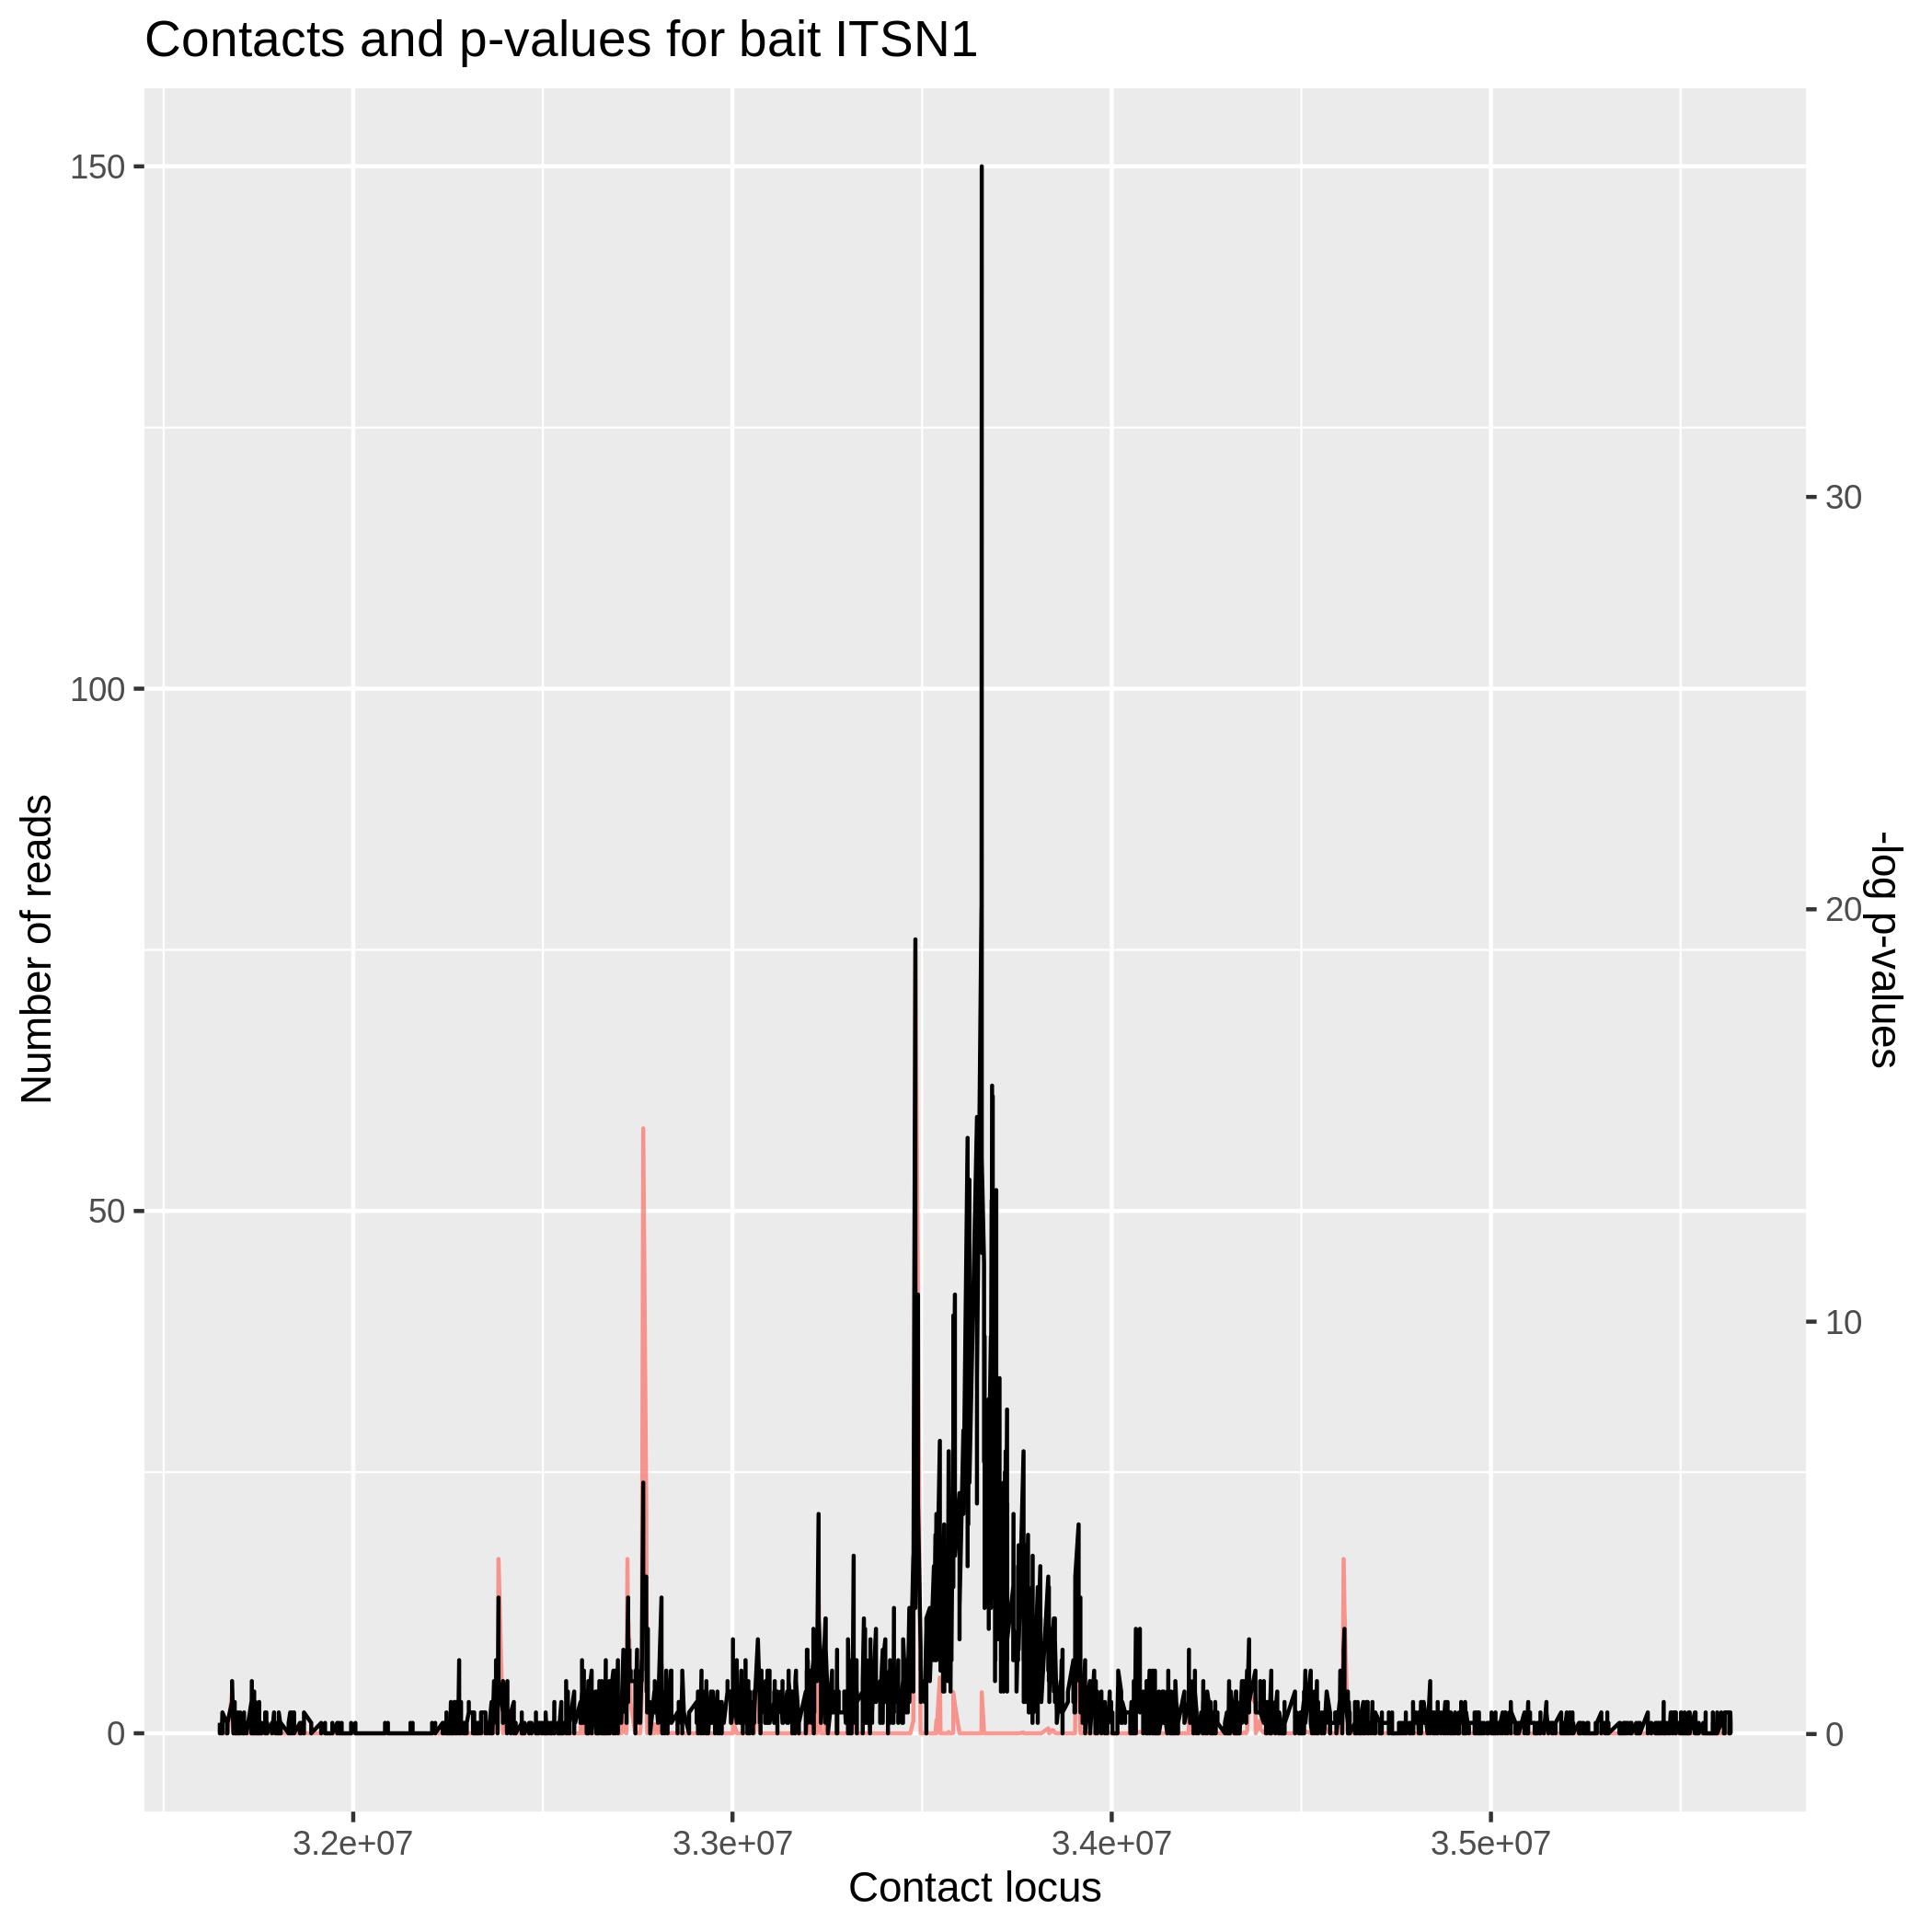 Contacts and p-values for bait ITSN1
150
100
50
0
Number of reads
30
20
10
0
-log p-values
3.2e+07 3.3e+07 3.4e+07 3.5e+07
Contact locus